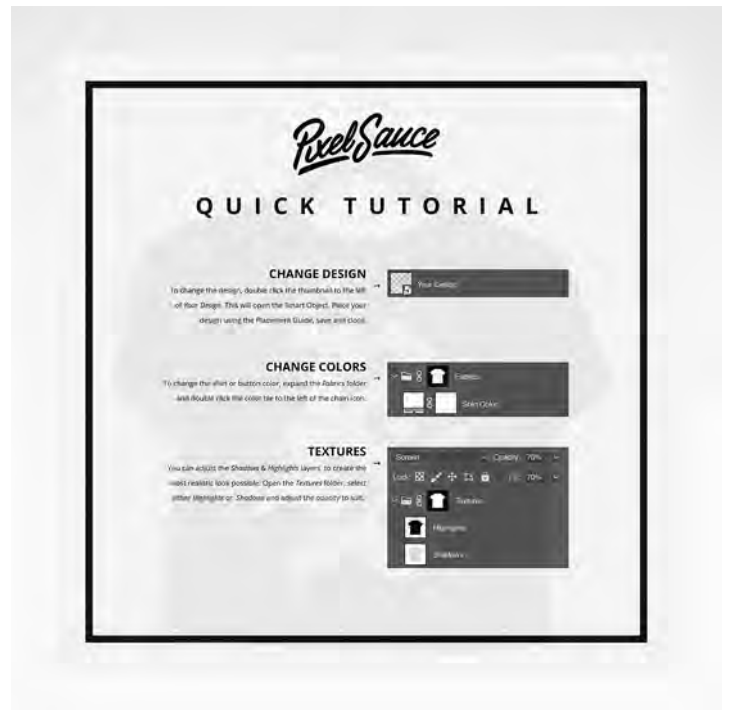 PixelSauce
QUICK TUTORIAL
CHANGE DESIGN
To change the design, double click the thumbnail to the left
of Your Design. This will open the Smart Object. Place your
design using the Placement Guide, save and close.
Your Design
CHANGE COLORS
To change the shirt or button color, expand the Fabrics folder
and double click the color tile to the left of the chain icon.
Fabrics
Shirt Color
TEXTURES
You can adjust the Shadows & Highlights layers, to create the
most realistic look possible. Open the Textures folder, select
either Highlights or Shadows and adjust the opacity to suit.
Screen Opacity: 70%
Lock: 70%
Textures
Highlights
Shadows